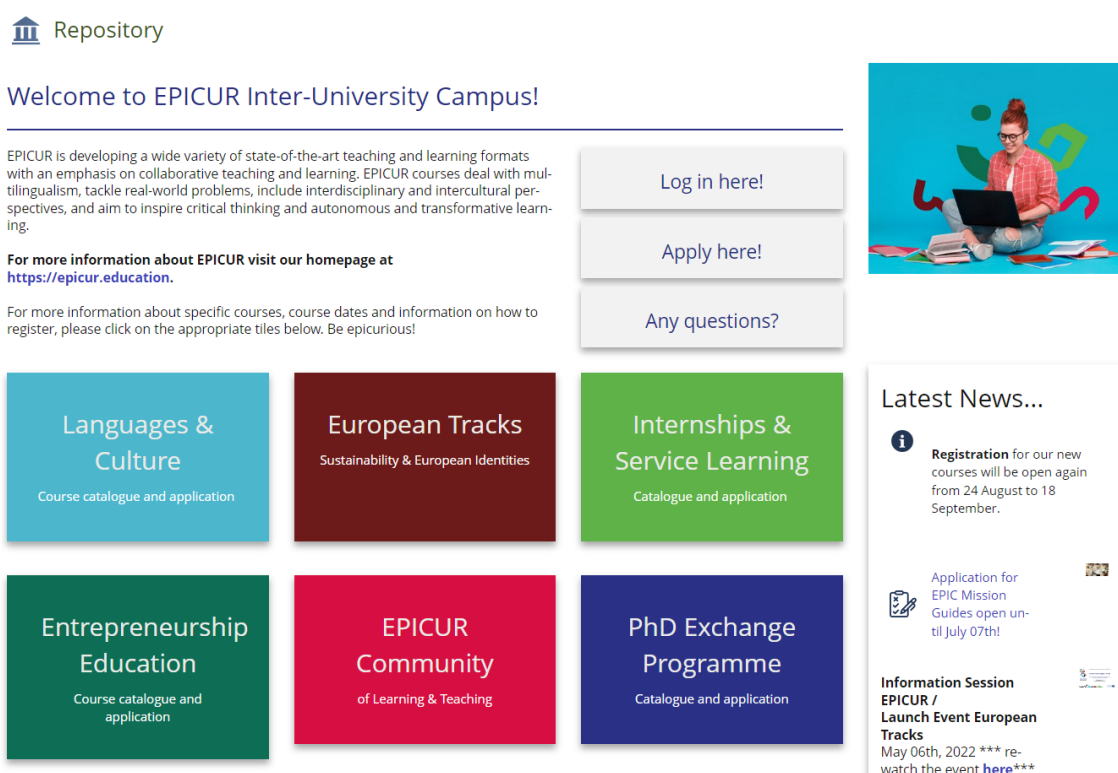 Repository
Welcome to EPICUR Inter-University Campus!
EPICUR is developing a wide variety of state-of-the-art teaching and learning formats
with an emphasis on collaborative teaching and learning. EPICUR courses deal with mul-
tilingualism, tackle real-world problems, include interdisciplinary and intercultural per-
spectives, and aim to inspire critical thinking and autonomous and transformative learn-
ing.
For more information about EPICUR visit our homepage at
https://epicur.education.
For more information about specific courses, course dates and information on how to
register, please click on the appropriate tiles below. Be epicurious!
Log in here!
Apply here!
Any questions?
Languages &
Culture
Course catalogue and application
European Tracks
Sustainability & European Identities
Internships &
Service Learning
Catalogue and application
Entrepreneurship
Education
Course catalogue and
application
EPICUR
Community
of Learning & Teaching
PhD Exchange
Programme
Catalogue and application
Latest News...
Registration for our new
courses will be open again
from 24 August to 18
September.
Application for
EPIC Mission
Guides open un-
til July 07th!
Information Session
EPICUR /
Launch Event European
Tracks
May 06th, 2022 *** re-
watch the event here***